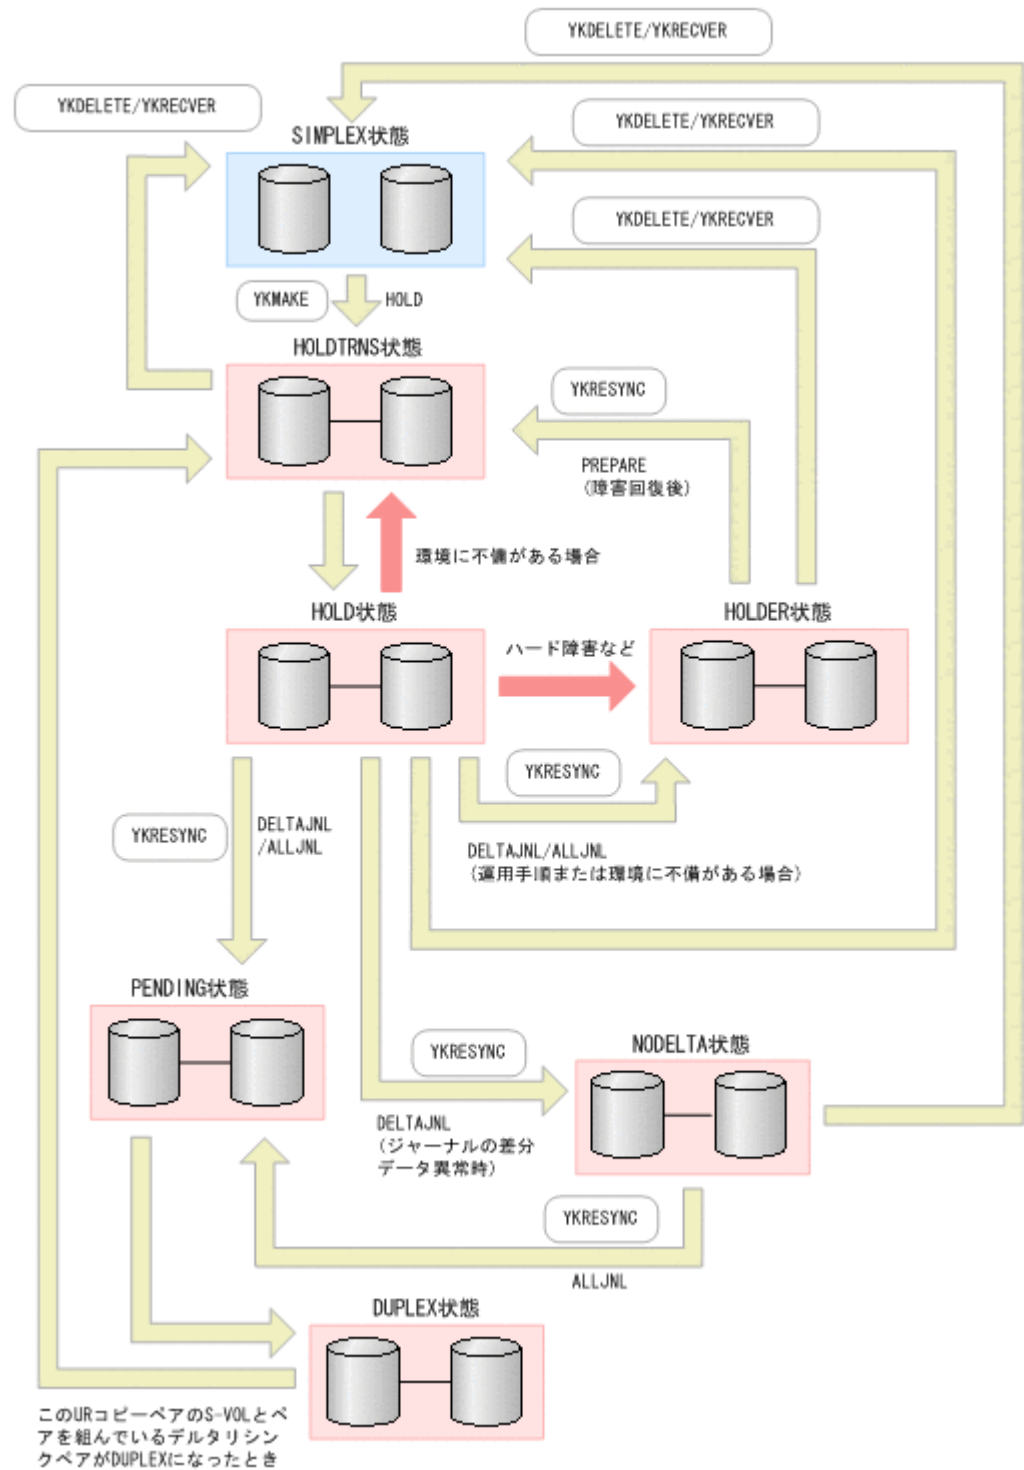 YKDELETE/YKRECVER
YKDELETE/YKRECVER
YKDELETE/YKRECVER
SIMPLEX状態
YKDELETE/YKRECVER
YKMAKE
HOLD
HOLDTRNS状態
YKRESYNC
PREPARE
(障害回復後)
環境に不備がある場合
HOLD状態
HOLDER状態
ハード障害など
YKRESYNC
YKRESYNC
DELTAJNL
/ALLJNL
DELTAJNL/ALLJNL
(運用手順または環境に不備がある場合)
PENDING状態
YKRESYNC
NODELTA状態
DELTAJNL
(ジャーナルの差分
データ異常時)
YKRESYNC
ALLJNL
DUPLEX状態
このURコピーペアのS-VOLとペ
アを組んでいるデルタリシン
クペアがDUPLEXになったとき